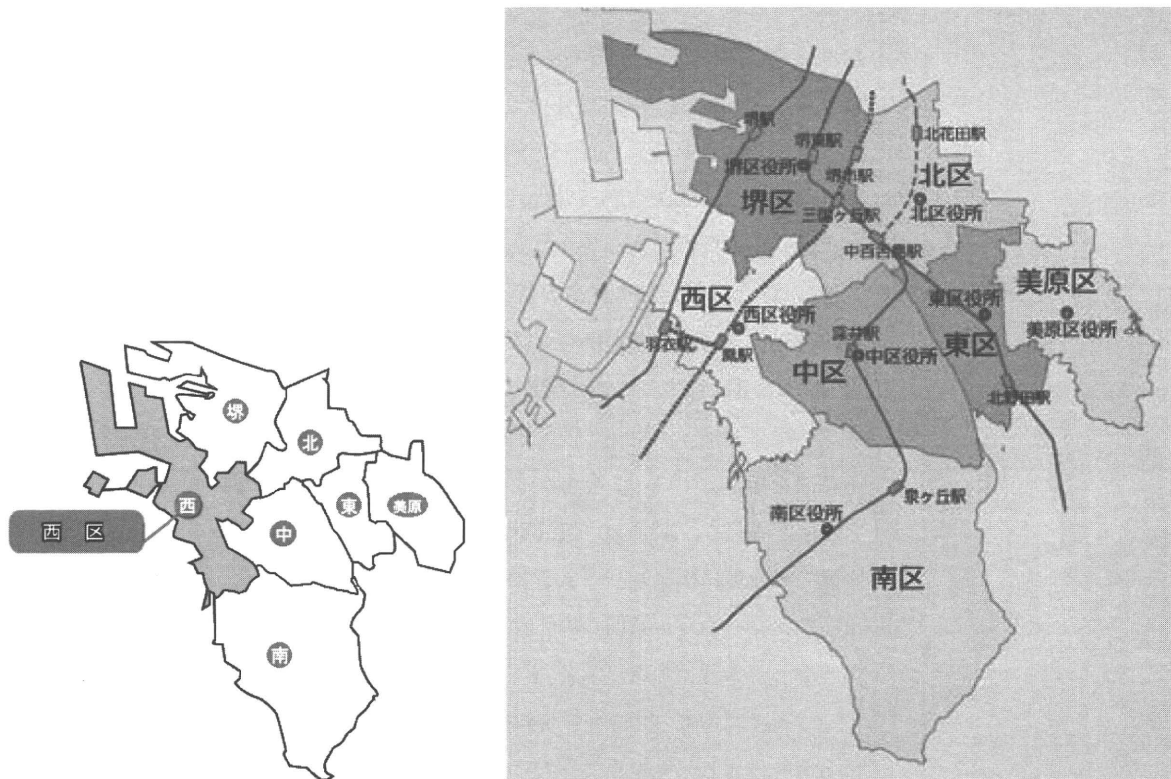 堺
北
西
東
美原
西 区
中
南
堺駅
堺東駅
北花田駅
堺区役所
堺市駅
北区
堺区
三国ヶ丘駅
北区役所
中百舌鳥駅
美原区
西区
東区役所
西区役所
深井駅
美原区役所
羽衣駅
鳳駅
中区
中区役所
東区
北野田駅
泉ヶ丘駅
南区役所
南区